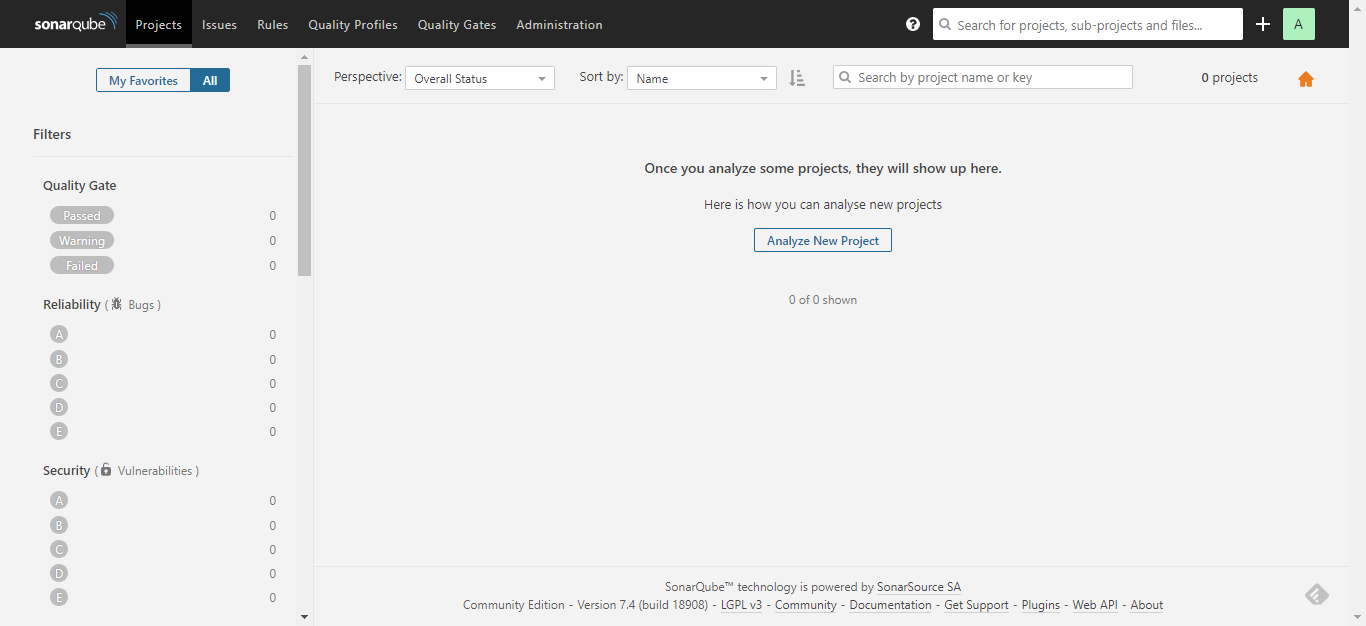 sonarqube Projects Issues Rules Quality Profiles Quality Gates Administration ? Search for projects, sub-projects and files... + A
My Favorites All
Perspective: Overall Status Sort by: Name Search by project name or key 0 projects
Filters
Quality Gate
Passed 0
Warning 0
Failed 0
Reliability ( Bugs )
A 0
B 0
C 0
D 0
E 0
Security ( Vulnerabilities )
A 0
B 0
C 0
D 0
E 0
Once you analyze some projects, they will show up here.
Here is how you can analyse new projects
Analyze New Project
0 of 0 shown
SonarQube™ technology is powered by SonarSource SA
Community Edition - Version 7.4 (build 18908) - LGPL v3 - Community - Documentation - Get Support - Plugins - Web API - About